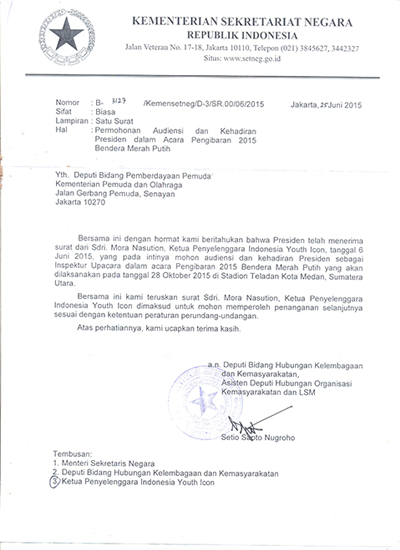 KEMENTERIAN SEKRETARIAT NEGARA
REPUBLIK INDONESIA
Jalan Veteran No. 17-18, Jakarta 10110, Telepon (021) 3845627, 3442327
Situs: www.setneg.go.id
Nomor : B- 3127 /Kemensetneg/D-3/SR.00/06/2015 Jakarta, 25 Juni 2015
Sifat : Biasa
Lampiran : Satu Surat
Hal : Permohonan Audiensi dan Kehadiran
Presiden dalam Acara Pengibaran 2015
Bendera Merah Putih
Yth. Deputi Bidang Pemberdayaan Pemuda
Kementerian Pemuda dan Olahraga
Jalan Gerbang Pemuda, Senayan
Jakarta 10270
Bersama ini dengan hormat kami beritahukan bahwa Presiden telah menerima
surat dari Sdri. Mora Nasution, Ketua Penyelenggara Indonesia Youth Icon, tanggal 6
Juni 2015, yang pada intinya mohon audiensi dan kehadiran Presiden sebagai
Inspektur Upacara dalam acara Pengibaran 2015 Bendera Merah Putih yang akan
dilaksanakan pada tanggal 28 Oktober 2015 di Stadion Teladan Kota Medan, Sumatera
Utara.
Bersama ini kami teruskan surat Sdri. Mora Nasution, Ketua Penyelenggara
Indonesia Youth Icon dimaksud untuk mohon memperoleh penanganan selanjutnya
sesuai dengan ketentuan peraturan perundang-undangan.
Atas perhatiannya, kami ucapkan terima kasih.
a.n. Deputi Bidang Hubungan Kelembagaan
dan Kemasyarakatan,
Asisten Deputi Hubungan Organisasi
Kemasyarakatan dan LSM
Setio Sapto Nugroho
Tembusan:
1. Menteri Sekretaris Negara
2. Deputi Bidang Hubungan Kelembagaan dan Kemasyarakatan
3. Ketua Penyelenggara Indonesia Youth Icon